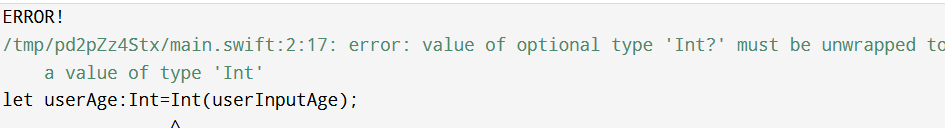 ERROR!
/tmp/pd2pZz4Stx/main.swift:2:17: error: value of optional type 'Int?' must be unwrapped to
    a value of type 'Int'
let userAge:Int=Int(userInputAge);
                ^